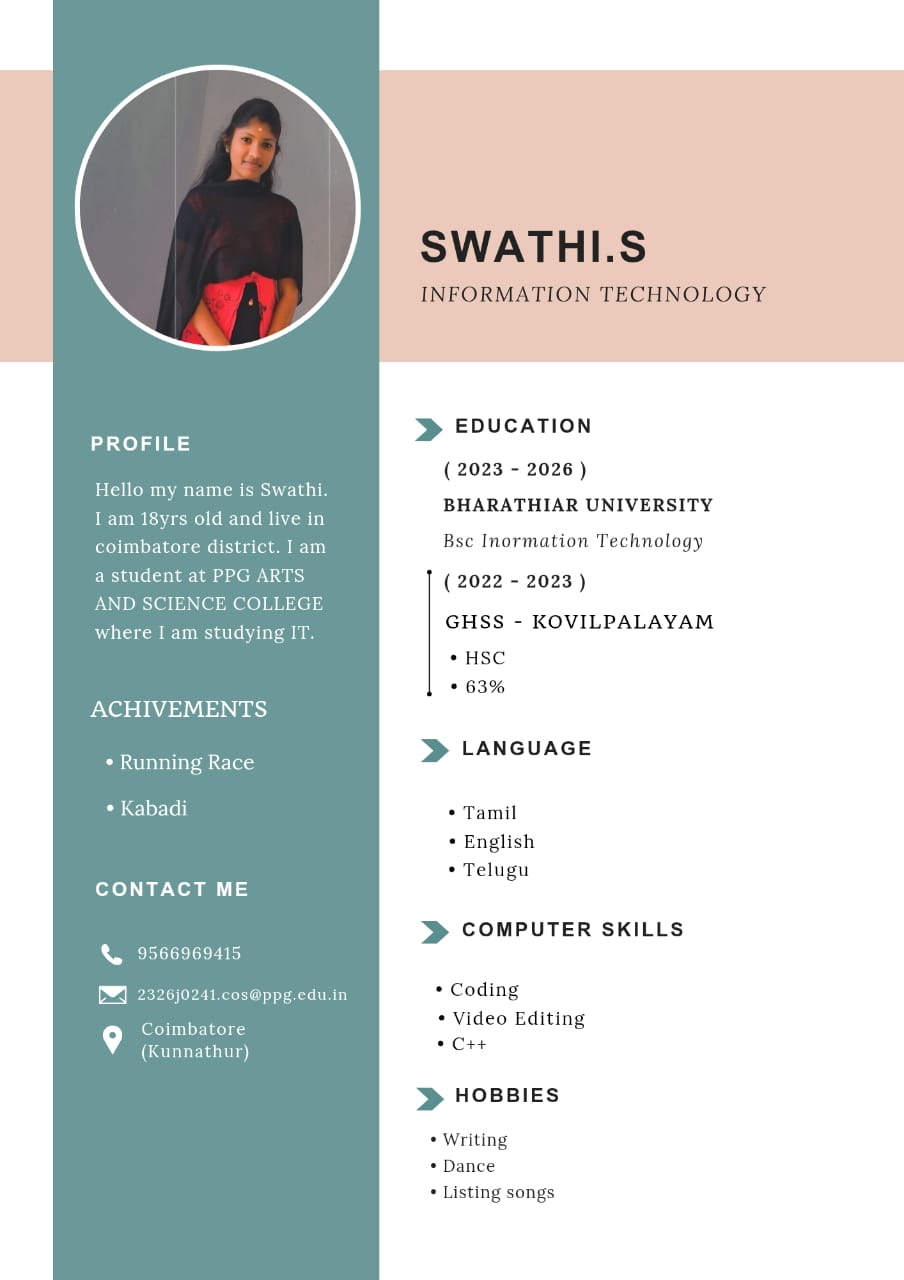 SWATHI.S
INFORMATION TECHNOLOGY
PROFILE
Hello my name is Swathi.
I am 18yrs old and live in
coimbatore district. I am
a student at PPG ARTS
AND SCIENCE COLLEGE
where I am studying IT.
ACHIVEMENTS
• Running Race
• Kabadi
CONTACT ME
9566969415
2326j0241.cos@ppg.edu.in
Coimbatore
(Kunnathur)
EDUCATION
( 2023 - 2026 )
BHARATHIAR UNIVERSITY
Bsc Inormation Technology
( 2022 - 2023 )
GHSS - KOVILPALAYAM
• HSC
• 63%
LANGUAGE
• Tamil
• English
• Telugu
COMPUTER SKILLS
• Coding
• Video Editing
• C++
HOBBIES
• Writing
• Dance
• Listing songs